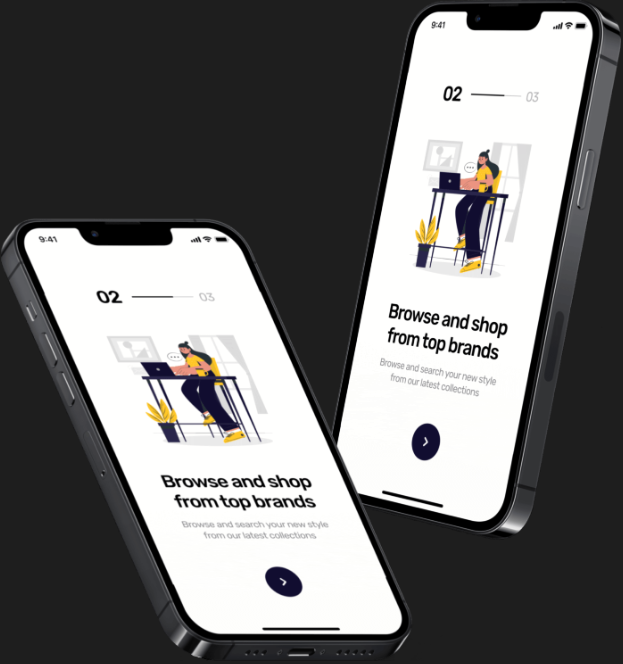 9:41
02 03
Browse and shop
from top brands
Browse and search your new style
from our latest collections
9:41
02 03
Browse and shop
from top brands
Browse and search your new style
from our latest collections